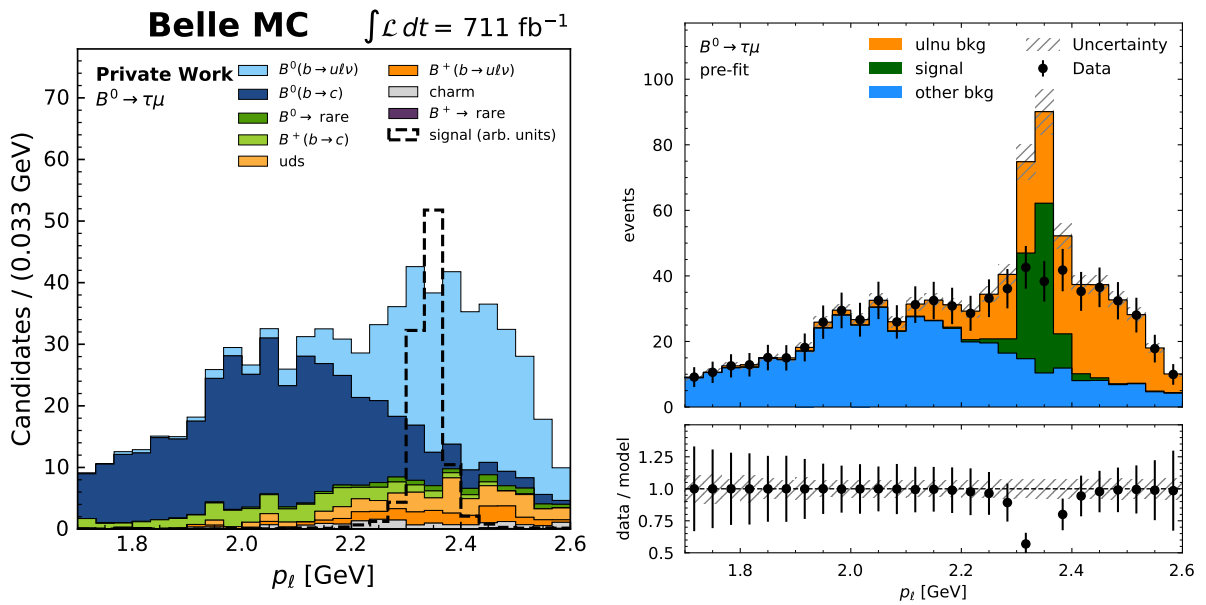 Belle MC ∫ℒ dt = 711 fb⁻¹
Private Work
B⁰→τμ
B⁰(b→uℓν)
B⁰(b→c)
B⁰→ rare
B⁺(b→c)
uds
B⁺(b→uℓν)
charm
B⁺→ rare
signal (arb. units)
Candidates / (0.033 GeV)
70
60
50
40
30
20
10
0
1.8 2.0 2.2 2.4 2.6
pℓ [GeV]
B⁰→τμ
pre-fit
ulnu bkg
signal
other bkg
Uncertainty
Data
events
100
80
60
40
20
0
data / model
1.25
1.0
0.75
0.5
1.8 2.0 2.2 2.4 2.6
pℓ [GeV]